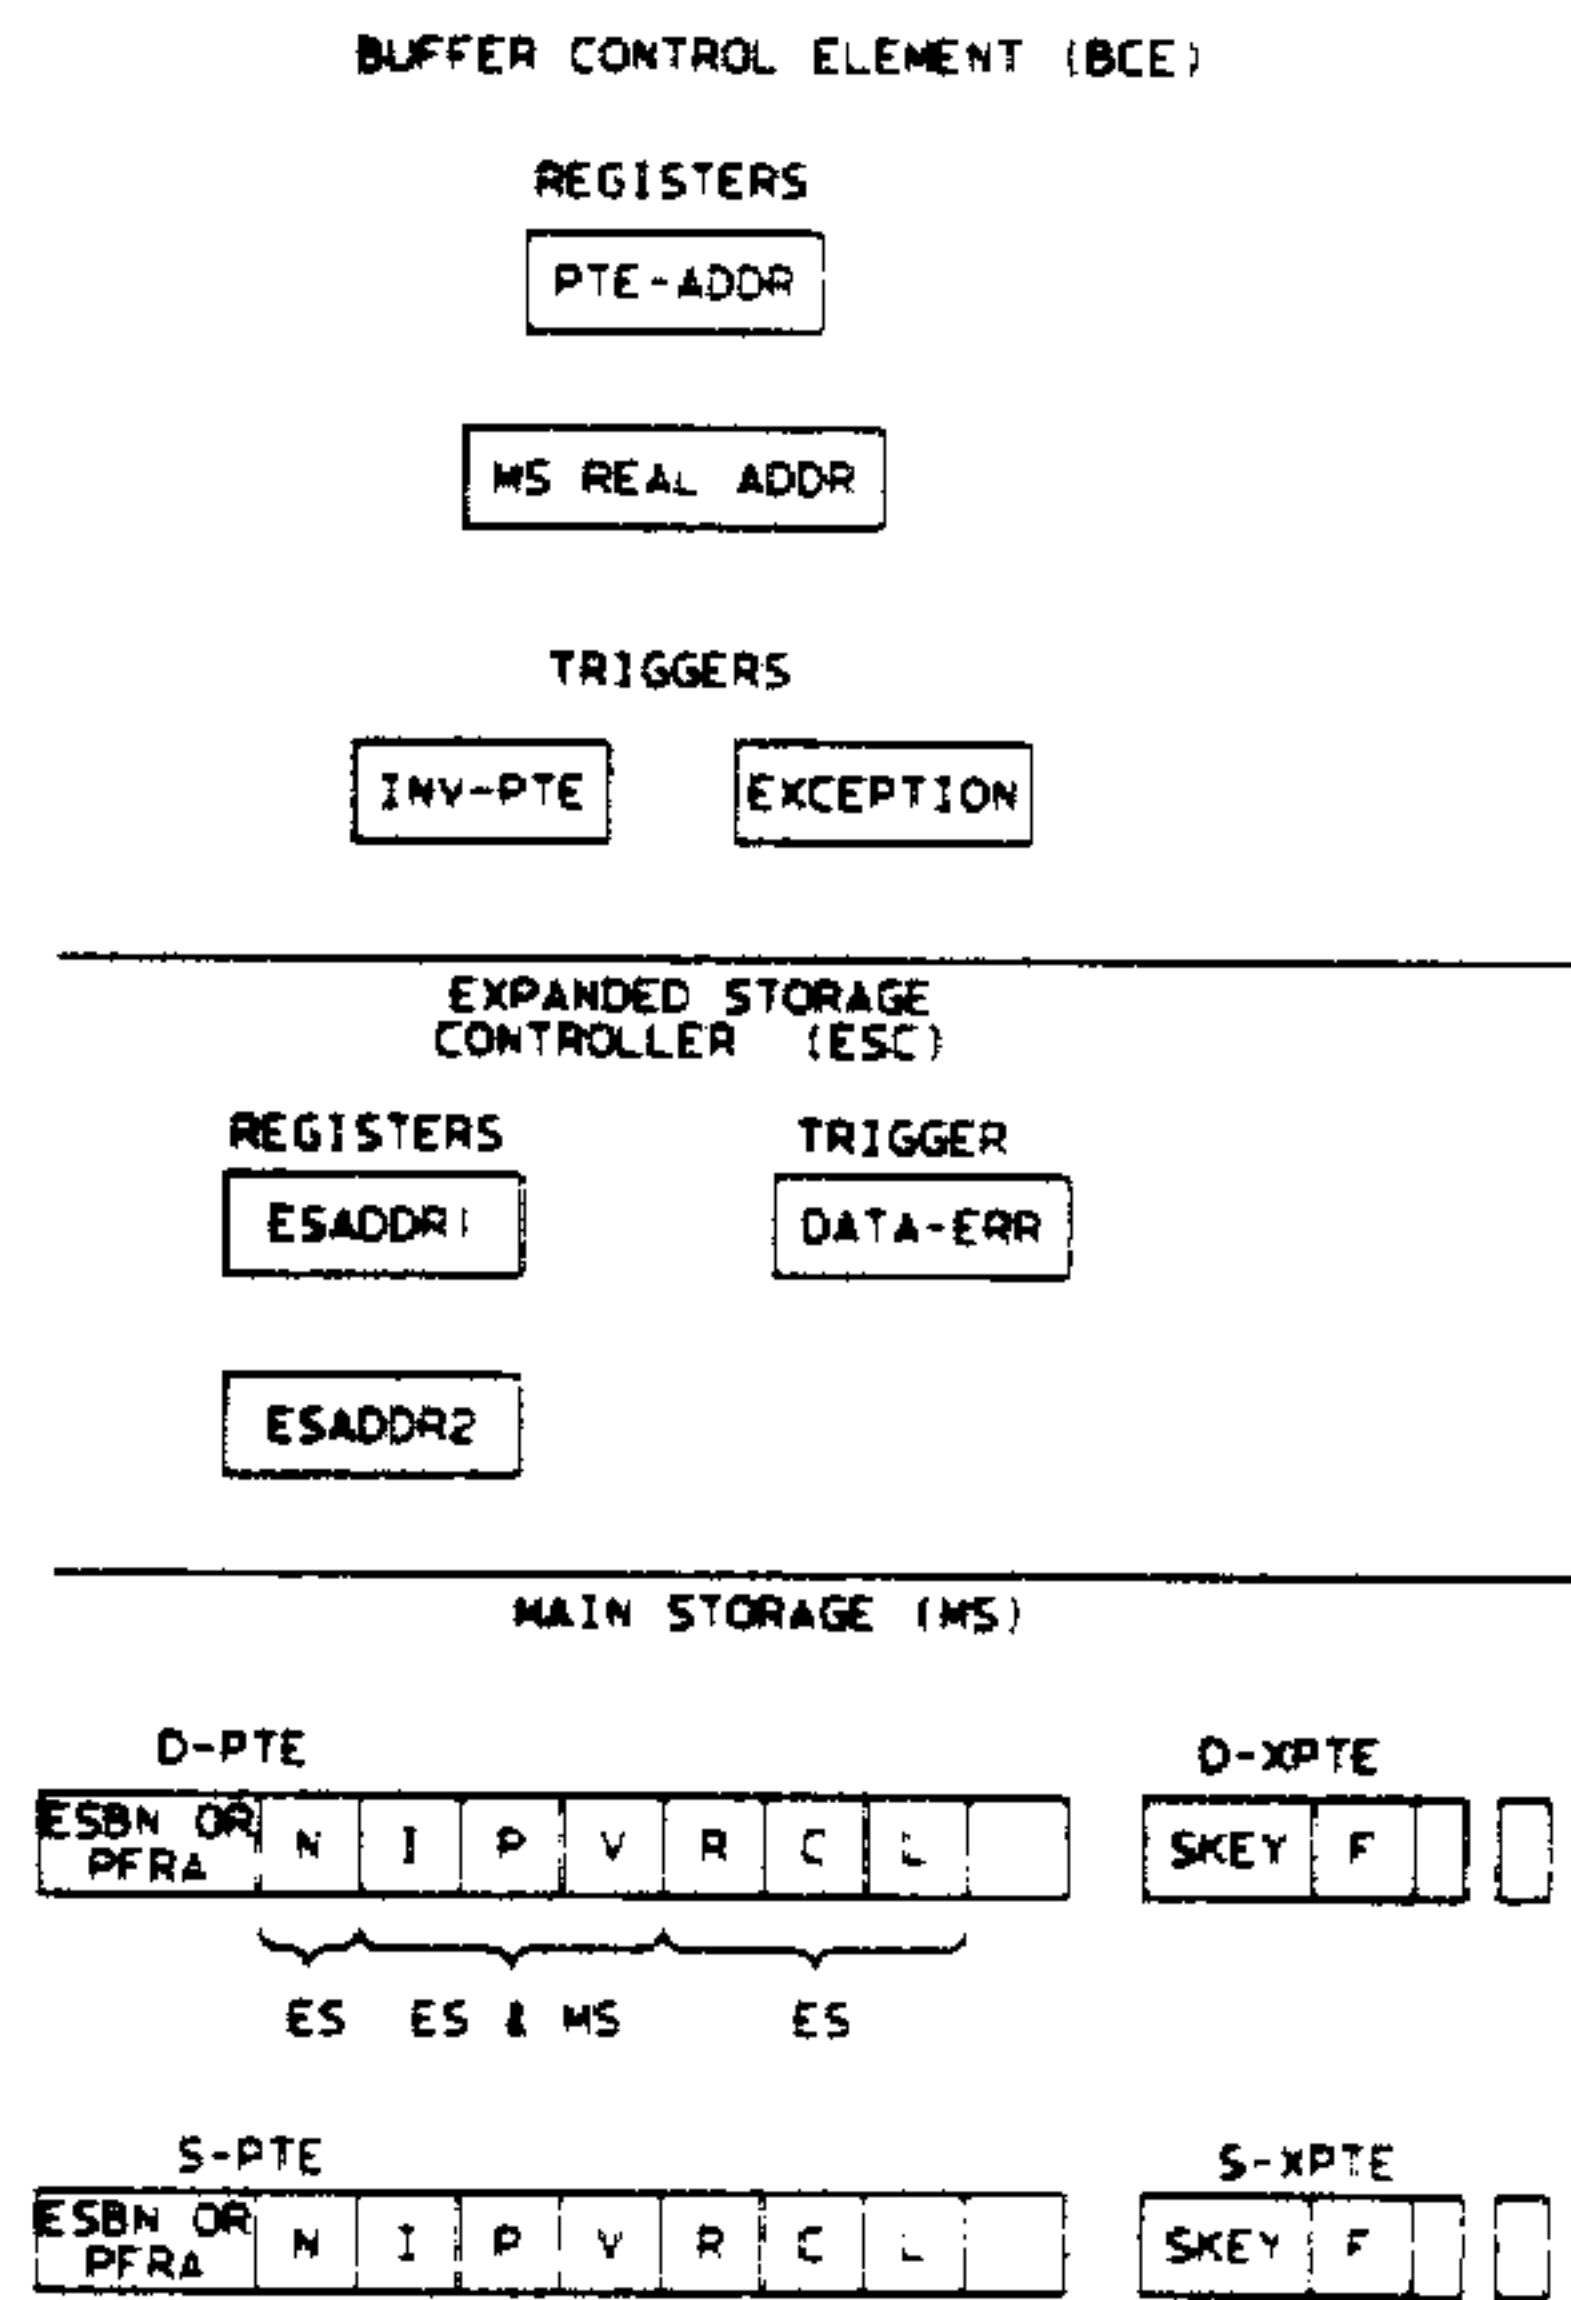 BUFFER CONTROL ELEMENT (BCE)
REGISTERS
PTE-ADDR
MS REAL ADDR
TRIGGERS
INV-PTE EXCEPTION
EXPANDED STORAGE
CONTROLLER (ESC)
REGISTERS TRIGGER
ESADDR1 DATA-ERR
ESADDR2
MAIN STORAGE (MS)
D-PTE D-XPTE
ESBN OR
PFRA N I P V R C L SKEY F
ES ES & MS ES
S-PTE S-XPTE
ESBN OR
PFRA N I P V R C L SKEY F